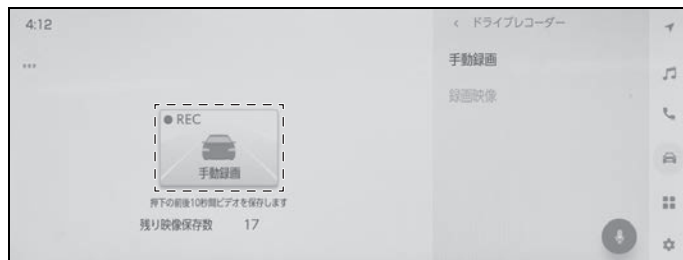 4:12
ドライブレコーダー
手動録画
録画映像
REC
手動録画
押下の前後10秒間ビデオを保存します
残り映像保存数 17